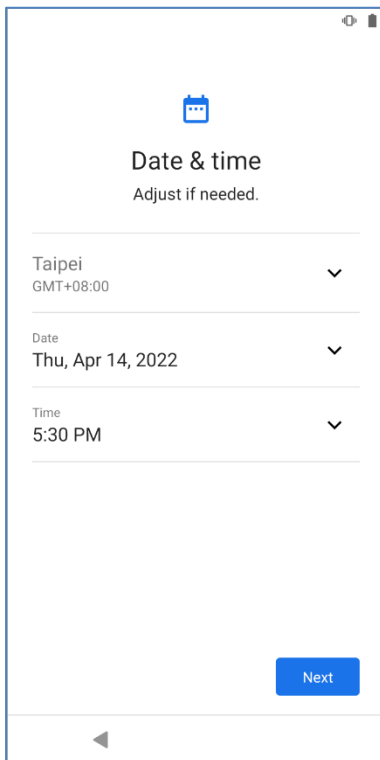 Date & time
Adjust if needed.
Taipei
GMT+08:00
Date
Thu, Apr 14, 2022
Time
5:30 PM
Next